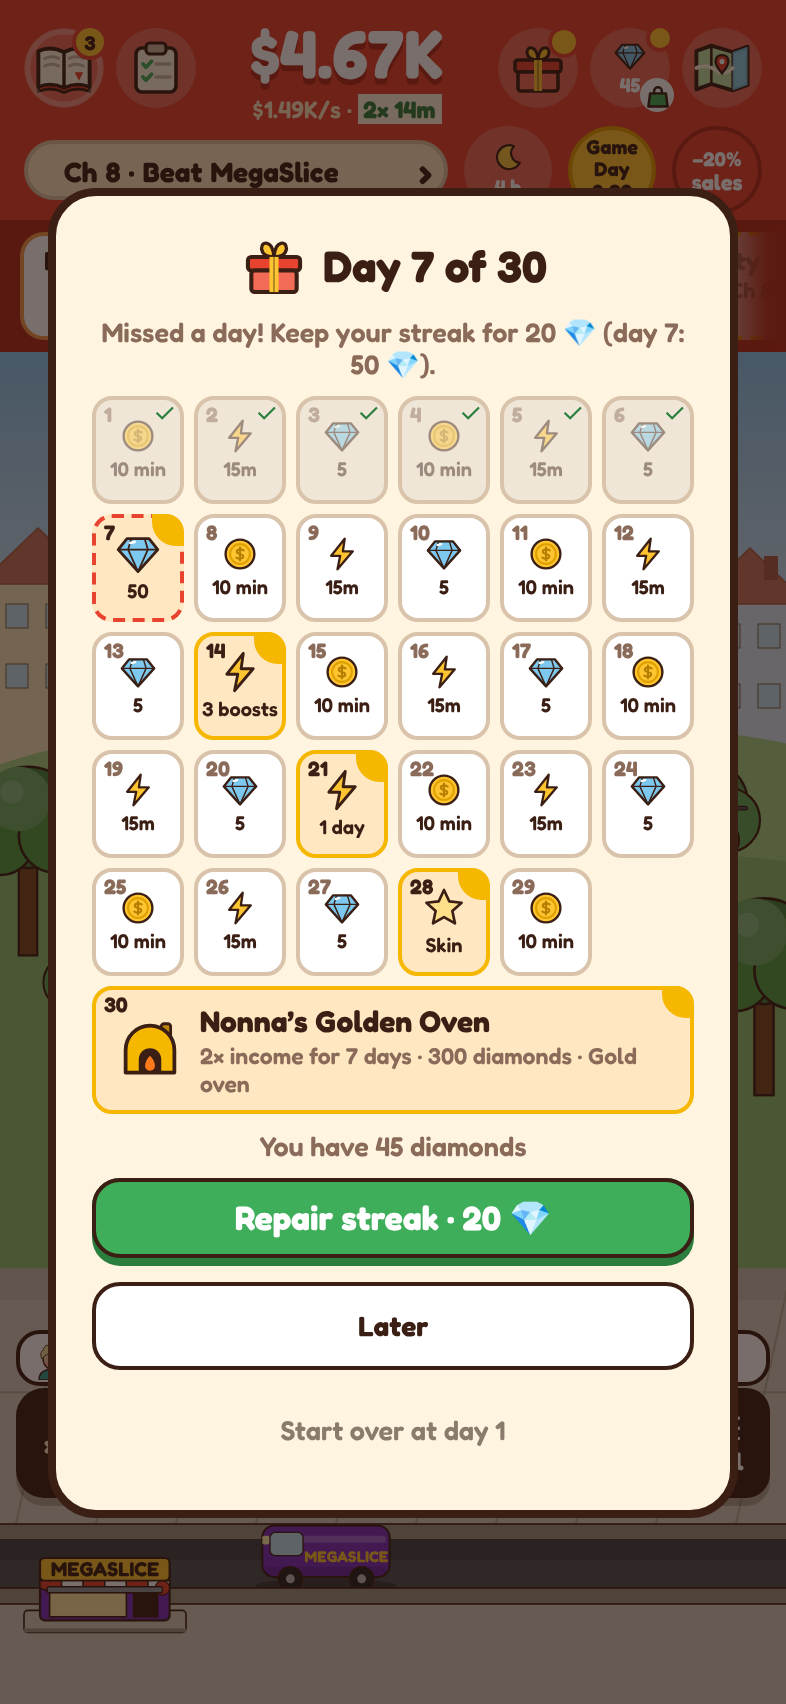 3
$4.67K
$1.49K/s · 2× 14m
45
Ch 8 · Beat MegaSlice
4 h
Game
Day
-20%
sales
Day 7 of 30
Missed a day! Keep your streak for 20 💎 (day 7:
50 💎).
1 2 3 4 5 6
10 min 15m 5 10 min 15m 5
7 8 9 10 11 12
50 10 min 15m 5 10 min 15m
13 14 15 16 17 18
5 3 boosts 10 min 15m 5 10 min
19 20 21 22 23 24
15m 5 1 day 10 min 15m 5
25 26 27 28 29
10 min 15m 5 Skin 10 min
30
Nonna's Golden Oven
2× income for 7 days · 300 diamonds · Gold
oven
You have 45 diamonds
Repair streak · 20 💎
Later
Start over at day 1
MEGASLICE
MEGASLICE